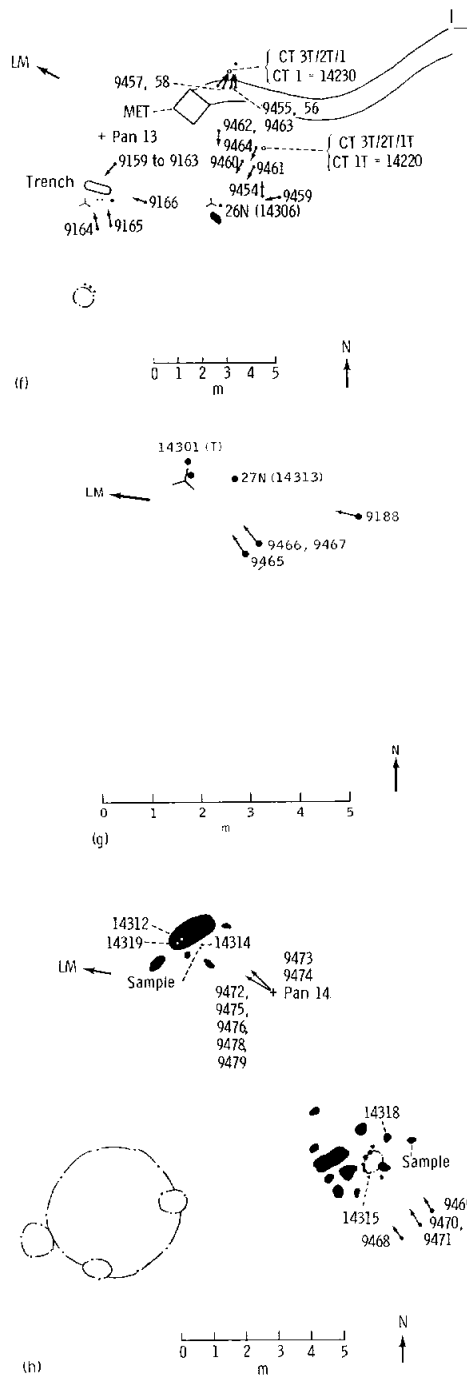 LM
CT 3T/2T/1
CT 1 = 14230
9457, 58
9455, 56
MET
9462, 9463
+ Pan 13
9464
CT 3T/2T/1T
CT 1T = 14220
9159 to 9163
9460
9461
Trench
9454
9459
9166
26N (14306)
9164
9165
0 1 2 3 4 5
m
N
(f)
14301 (T)
27N (14313)
LM
9188
9466, 9467
9465
N
0 1 2 3 4 5
m
(g)
14312
14319
14314
9473
9474
LM
Sample
+ Pan 14
9472,
9475,
9476,
9478,
9479
14318
Sample
14315
9470,
9471
9468
N
0 1 2 3 4 5
m
(h)